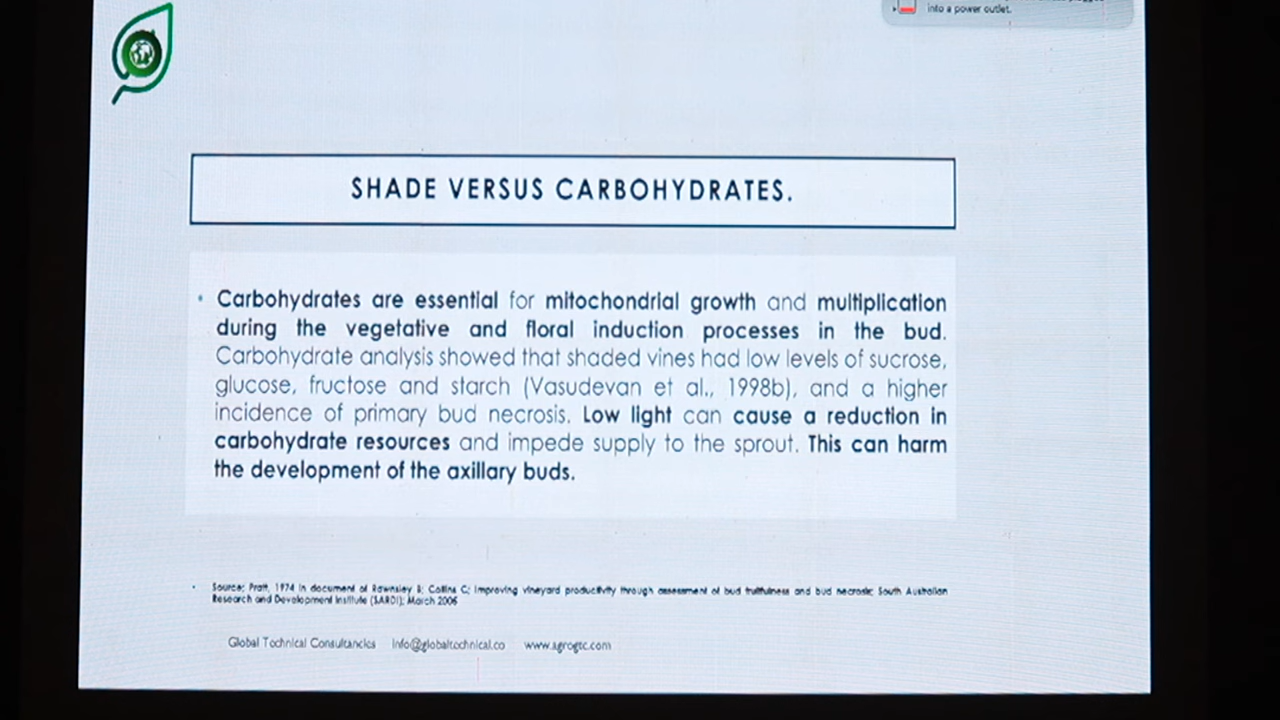 into a power outlet.
SHADE VERSUS CARBOHYDRATES.
• Carbohydrates are essential for mitochondrial growth and multiplication
during the vegetative and floral induction processes in the bud.
Carbohydrate analysis showed that shaded vines had low levels of sucrose,
glucose, fructose and starch (Vasudevan et al., 1998b), and a higher
incidence of primary bud necrosis. Low light can cause a reduction in
carbohydrate resources and impede supply to the sprout. This can harm
the development of the axillary buds.
• Source: Pratt, 1974 in document of Rawnsley B; Collins C; Improving vineyard productivity through assessment of bud fruitfulness and bud necrosis; South Australian
Research and Development Institute (SARDI); March 2005
Global Technical Consultancies info@globaltechnical.co www.agrogtc.com